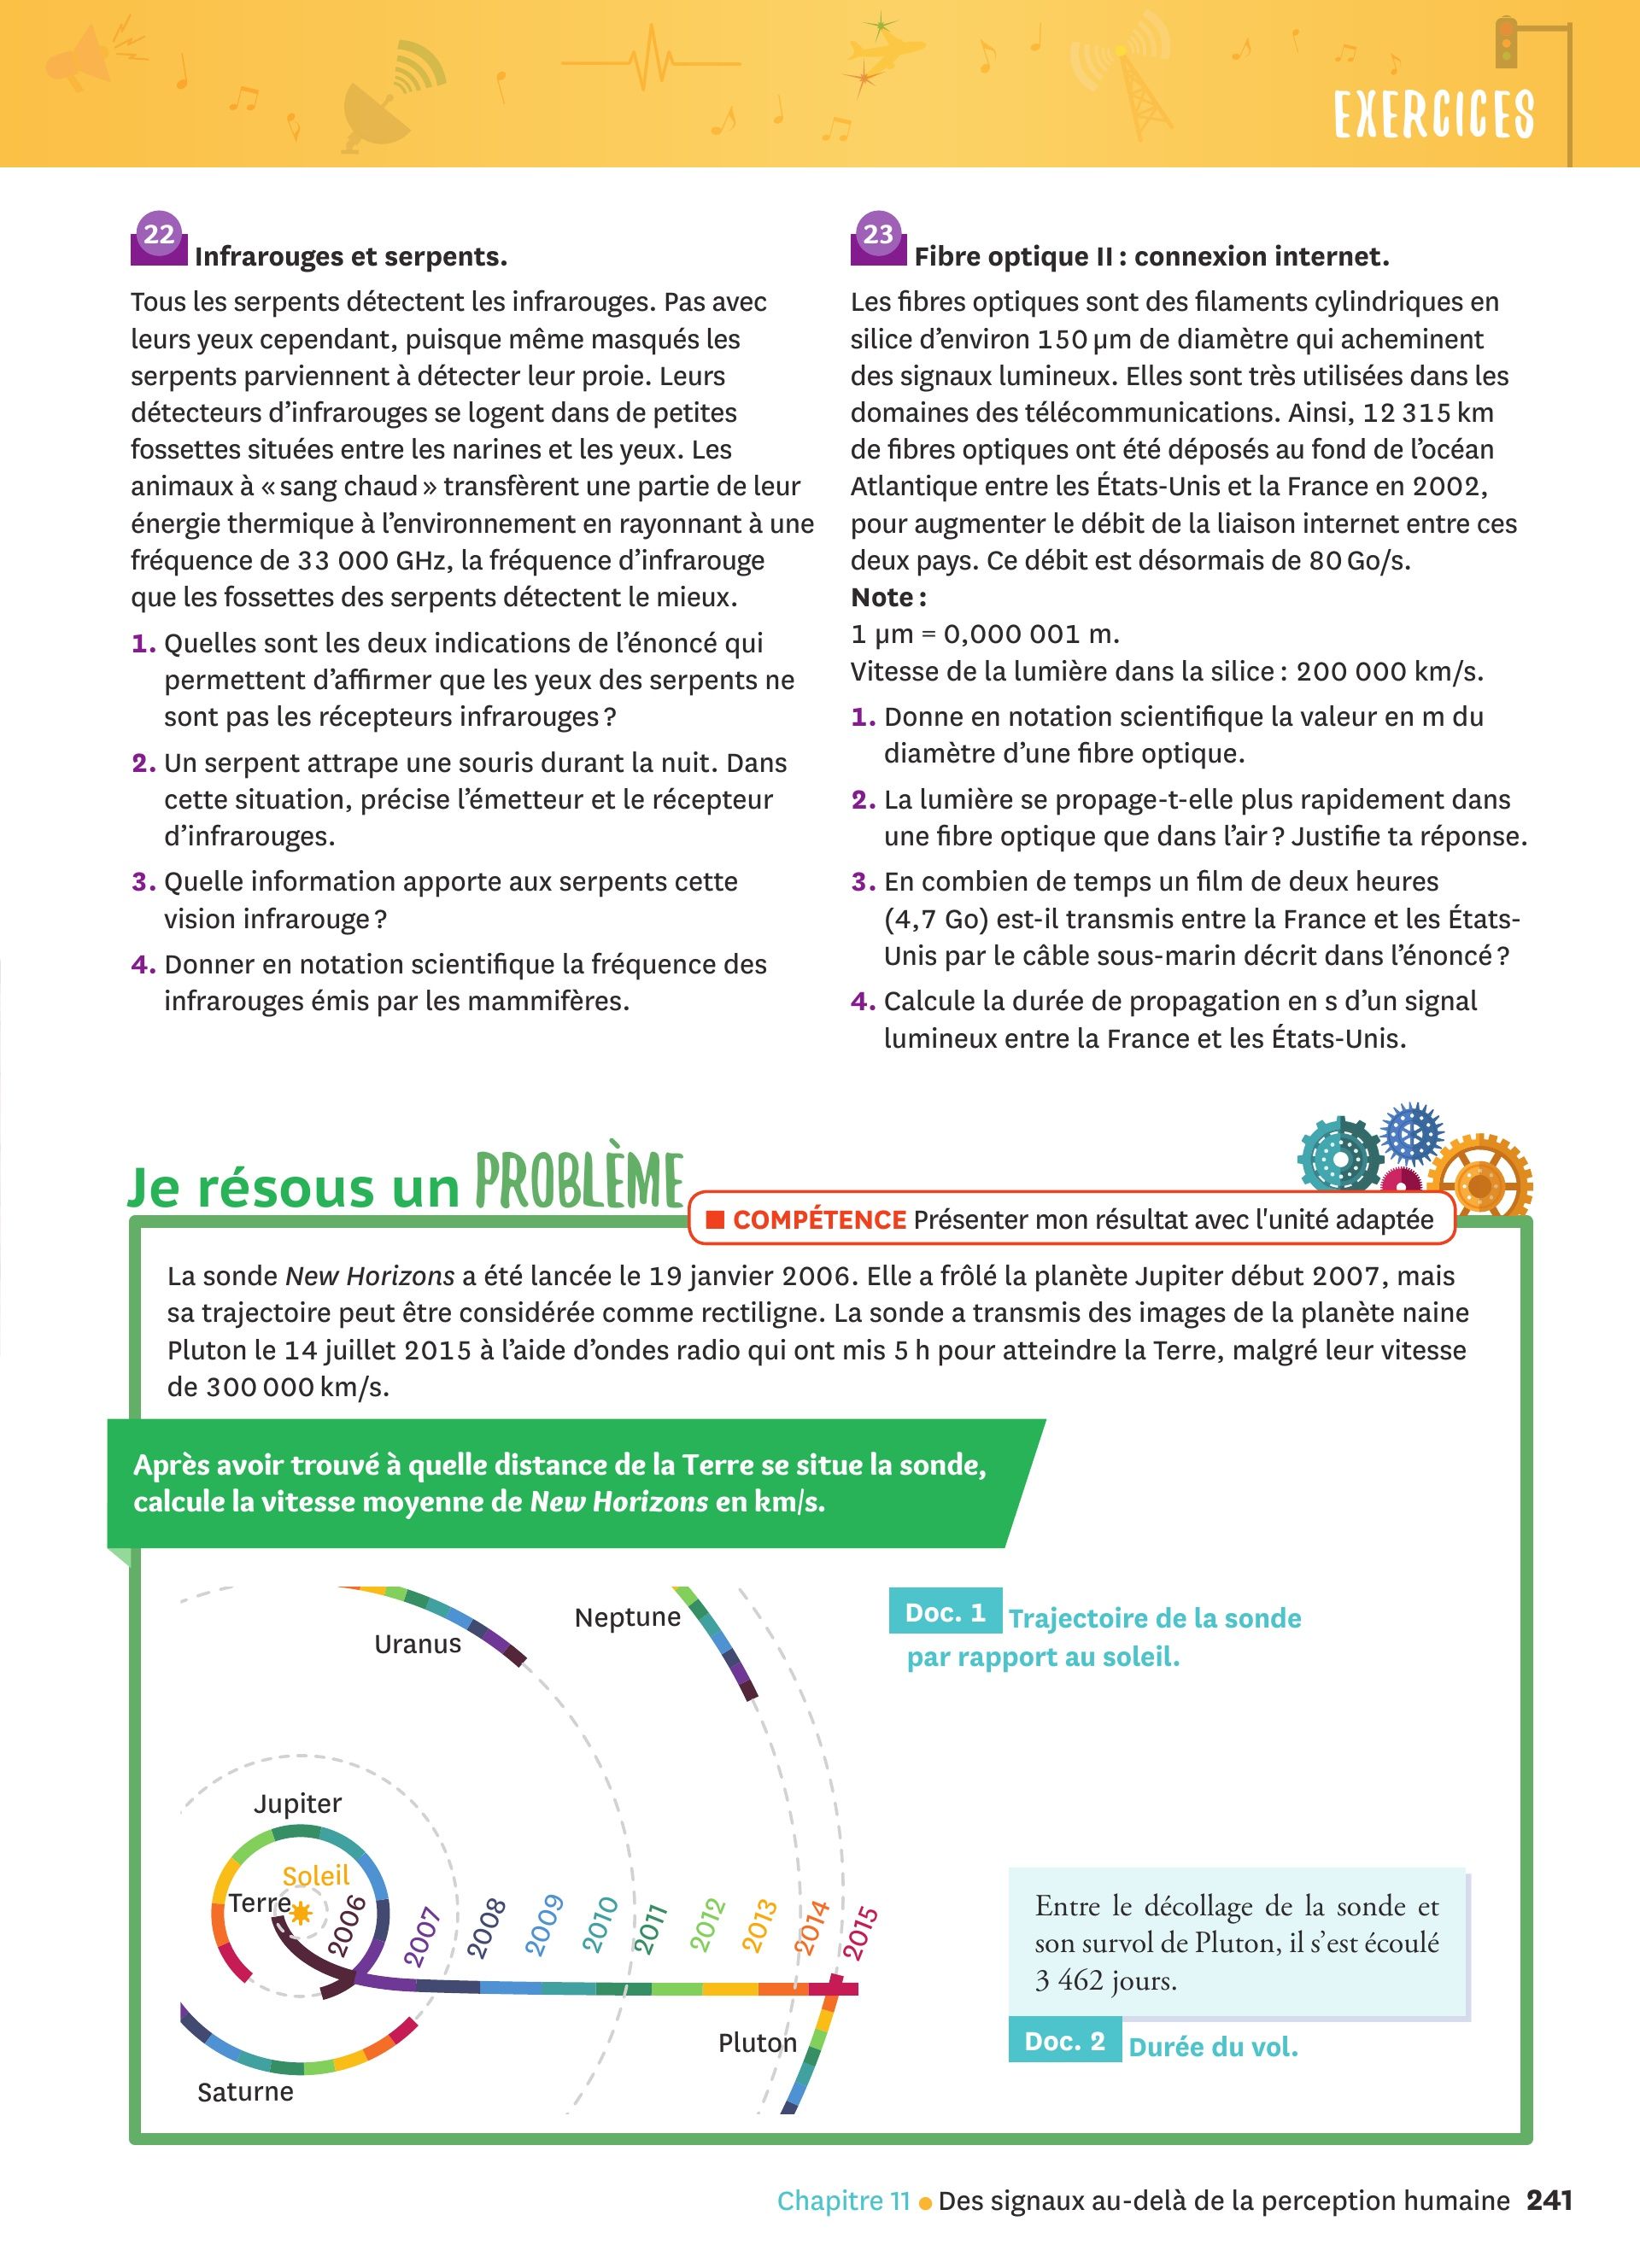 EXERCICES
22 Infrarouges et serpents.
Tous les serpents détectent les infrarouges. Pas avec
leurs yeux cependant, puisque même masqués les
serpents parviennent à détecter leur proie. Leurs
détecteurs d’infrarouges se logent dans de petites
fossettes situées entre les narines et les yeux. Les
animaux à « sang chaud » transfèrent une partie de leur
énergie thermique à l’environnement en rayonnant à une
fréquence de 33 000 GHz, la fréquence d’infrarouge
que les fossettes des serpents détectent le mieux.
1. Quelles sont les deux indications de l’énoncé qui
permettent d’affirmer que les yeux des serpents ne
sont pas les récepteurs infrarouges ?
2. Un serpent attrape une souris durant la nuit. Dans
cette situation, précise l’émetteur et le récepteur
d’infrarouges.
3. Quelle information apporte aux serpents cette
vision infrarouge ?
4. Donner en notation scientifique la fréquence des
infrarouges émis par les mammifères.
23 Fibre optique II : connexion internet.
Les fibres optiques sont des filaments cylindriques en
silice d’environ 150 µm de diamètre qui acheminent
des signaux lumineux. Elles sont très utilisées dans les
domaines des télécommunications. Ainsi, 12 315 km
de fibres optiques ont été déposés au fond de l’océan
Atlantique entre les États-Unis et la France en 2002,
pour augmenter le débit de la liaison internet entre ces
deux pays. Ce débit est désormais de 80 Go/s.
Note :
1 µm = 0,000 001 m.
Vitesse de la lumière dans la silice : 200 000 km/s.
1. Donne en notation scientifique la valeur en m du
diamètre d’une fibre optique.
2. La lumière se propage-t-elle plus rapidement dans
une fibre optique que dans l’air ? Justifie ta réponse.
3. En combien de temps un film de deux heures
(4,7 Go) est-il transmis entre la France et les États-
Unis par le câble sous-marin décrit dans l’énoncé ?
4. Calcule la durée de propagation en s d’un signal
lumineux entre la France et les États-Unis.
Je résous un PROBLÈME
COMPÉTENCE Présenter mon résultat avec l'unité adaptée
La sonde New Horizons a été lancée le 19 janvier 2006. Elle a frôlé la planète Jupiter début 2007, mais
sa trajectoire peut être considérée comme rectiligne. La sonde a transmis des images de la planète naine
Pluton le 14 juillet 2015 à l’aide d’ondes radio qui ont mis 5 h pour atteindre la Terre, malgré leur vitesse
de 300 000 km/s.
Après avoir trouvé à quelle distance de la Terre se situe la sonde,
calcule la vitesse moyenne de New Horizons en km/s.
Neptune
Uranus
Jupiter
Soleil
Terre
2006
2007
2008
2009
2010
2011
2012
2013
2014
2015
Pluton
Saturne
Doc. 1 Trajectoire de la sonde
par rapport au soleil.
Entre le décollage de la sonde et
son survol de Pluton, il s’est écoulé
3 462 jours.
Doc. 2 Durée du vol.
Chapitre 11 ● Des signaux au-delà de la perception humaine 241